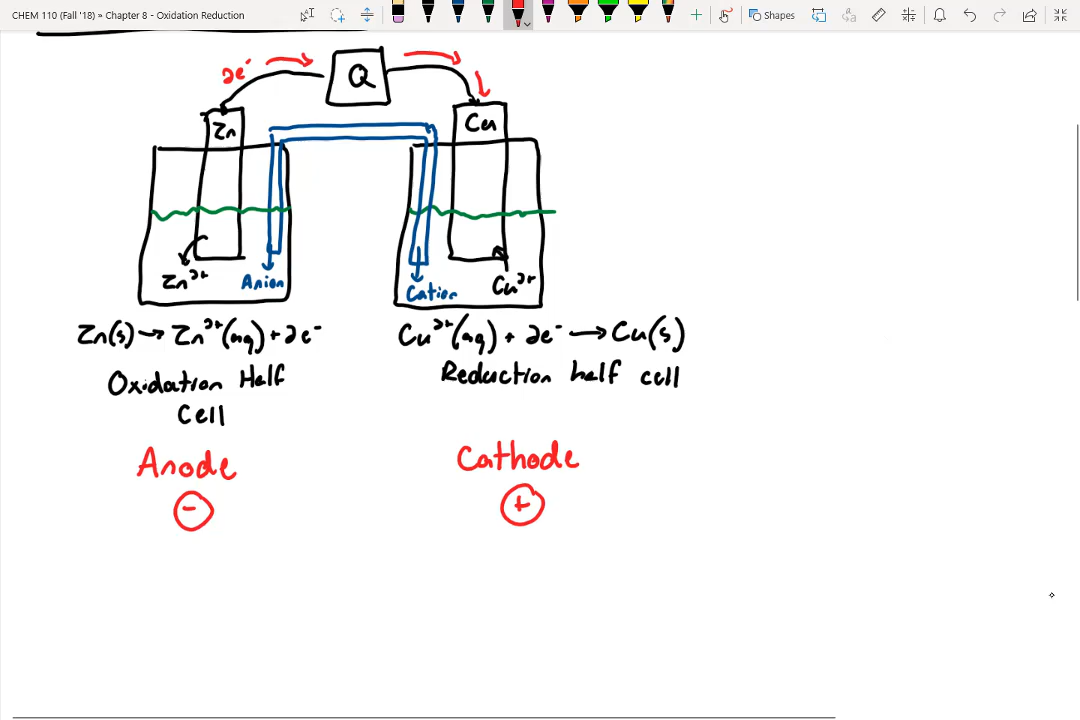 CHEM 110 (Fall '18) » Chapter 8 - Oxidation Reduction
Shapes
2e⁻
Q
Zn
Cu
Zn²⁺
Anion
Cation
Cu²⁺
Zn(s) → Zn²⁺(aq) + 2e⁻
Cu²⁺(aq) + 2e⁻ → Cu(s)
Oxidation Half
Cell
Reduction half cell
Anode
Cathode
-
+